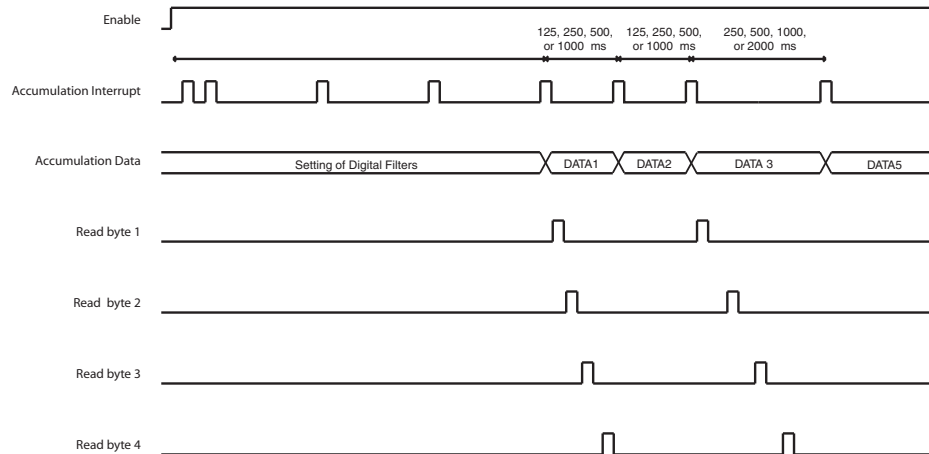 Enable
125, 250, 500,
or 1000 ms
125, 250, 500,
or 1000 ms
250, 500, 1000,
or 2000 ms
Accumulation Interrupt
Accumulation Data
Setting of Digital Filters
DATA1
DATA2
DATA 3
DATA5
Read byte 1
Read byte 2
Read byte 3
Read byte 4